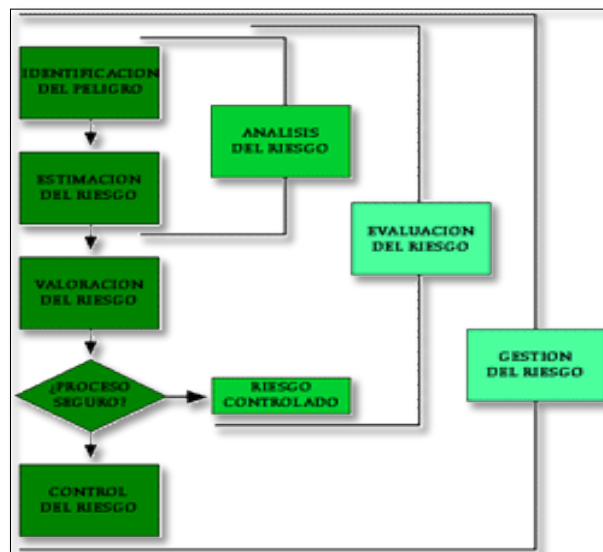 IDENTIFICACION
DEL PELIGRO
ANALISIS
DEL RIESGO
ESTIMACION
DEL RIESGO
EVALUACION
DEL RIESGO
VALORACION
DEL RIESGO
GESTION
DEL RIESGO
¿PROCESO
SEGURO?
RIESGO
CONTROLADO
CONTROL
DEL RIESGO